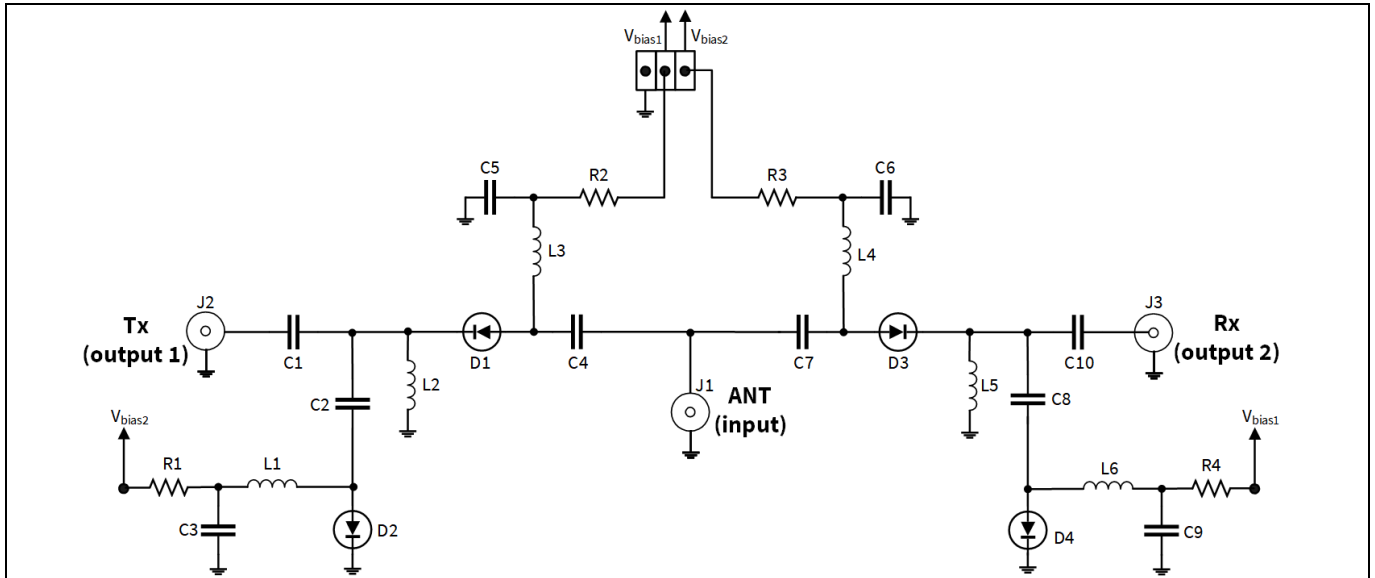 Vbias1
Vbias2
C5
R2
R3
C6
L3
L4
J2
Tx
(output 1)
C1
D1
C4
C7
D3
C10
J3
Rx
(output 2)
L2
J1
ANT
(input)
L5
C2
C8
Vbias2
Vbias1
R1
L1
L6
R4
C3
D2
D4
C9